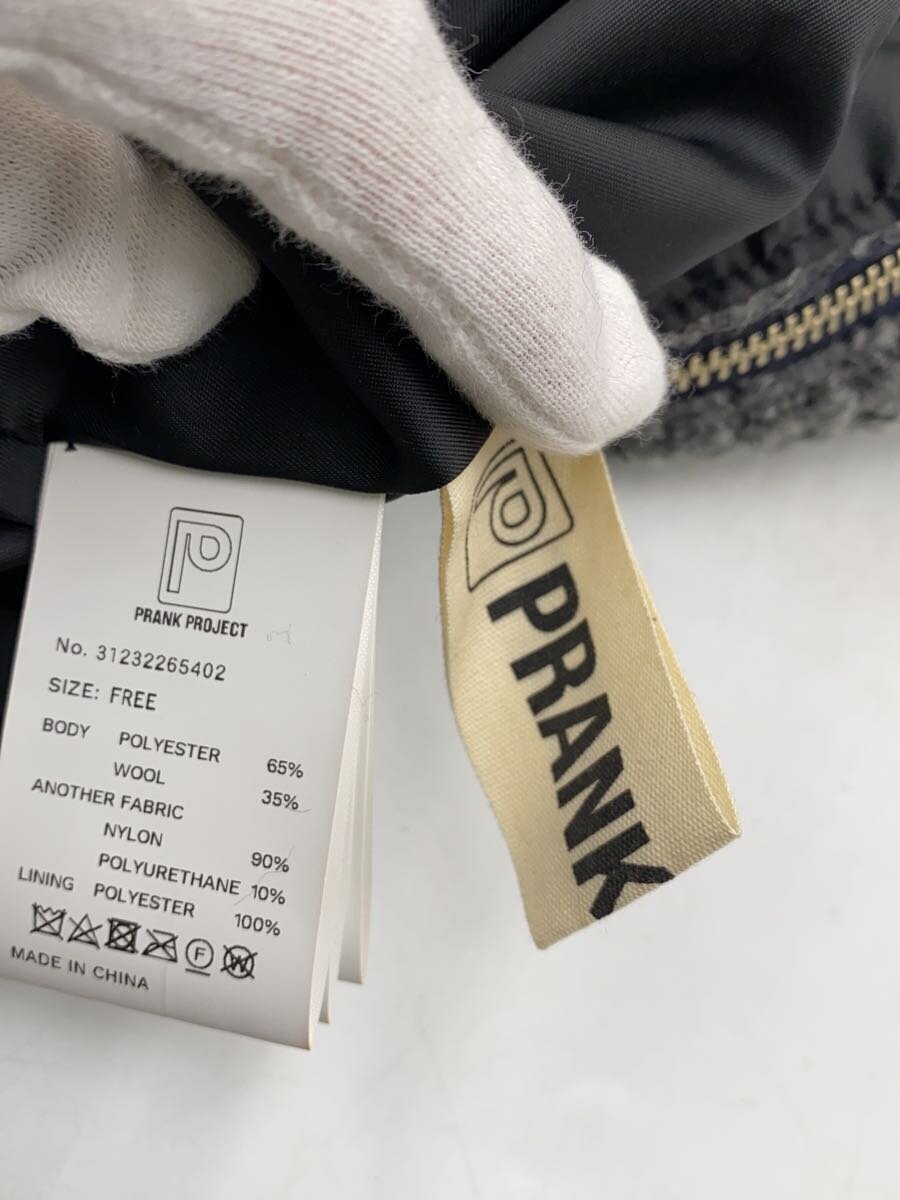 P
PRANK PROJECT
No. 31232265402
SIZE: FREE
BODY POLYESTER 65%
WOOL 35%
ANOTHER FABRIC
NYLON 90%
POLYURETHANE 10%
LINING POLYESTER 100%
F W
MADE IN CHINA
P PRANK